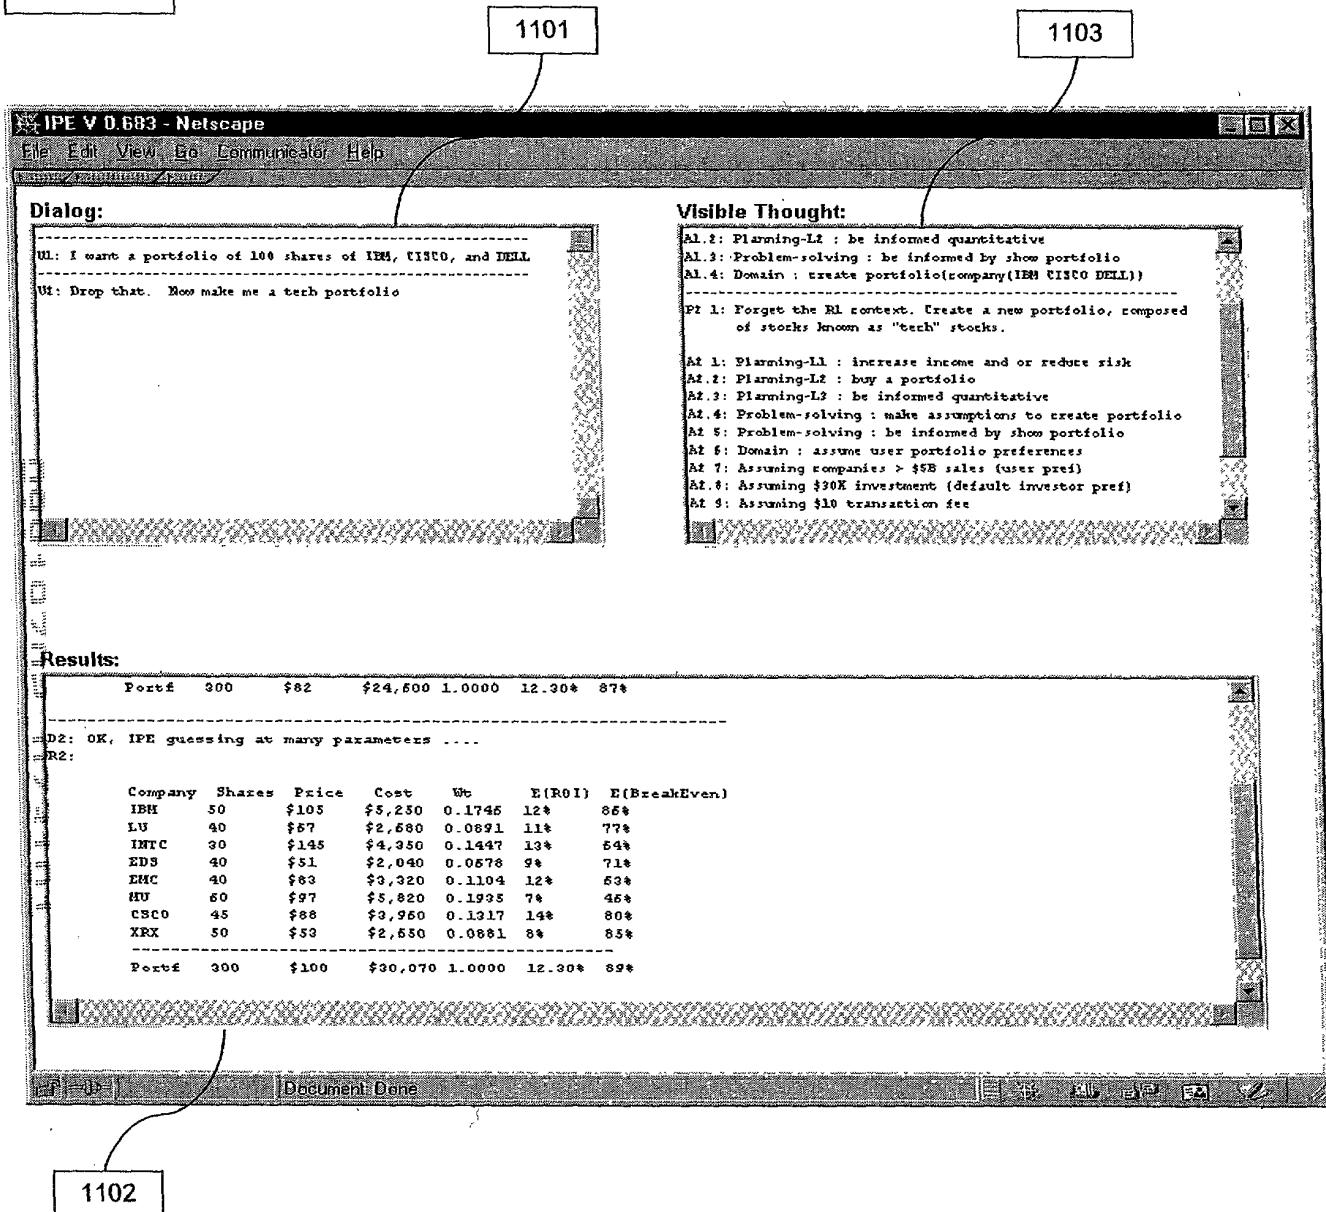 1101
1103
IPE V 0.683 - Netscape
File Edit View Go Communicator Help
Dialog:
U1: I want a portfolio of 100 shares of IBM, CISCO, and DELL
U2: Drop that. Now make me a tech portfolio
Visible Thought:
A1.2: Planning-L2 : be informed quantitative
A1.3: Problem-solving : be informed by show portfolio
A1.4: Domain : create portfolio(company(IBM CISCO DELL))
P2 1: Forget the R1 context. Create a new portfolio, composed
of stocks known as "tech" stocks.
A2 1: Planning-L1 : increase income and or reduce risk
A2.2: Planning-L2 : buy a portfolio
A2.3: Planning-L3 : be informed quantitative
A2.4: Problem-solving : make assumptions to create portfolio
A2 5: Problem-solving : be informed by show portfolio
A2 6: Domain : assume user portfolio preferences
A2 7: Assuming companies > $5B sales (user pref)
A2.8: Assuming $30K investment (default investor pref)
A2 9: Assuming $10 transaction fee
Results:
Portf 300 $82 $24,600 1.0000 12.30% 87%
D2: OK, IPE guessing at many parameters ....
R2:
Company Shares Price Cost Wt E(ROI) E(BreakEven)
IBM 50 $105 $5,250 0.1746 12% 86%
LU 40 $67 $2,680 0.0891 11% 77%
INTC 30 $145 $4,350 0.1447 13% 64%
EDS 40 $51 $2,040 0.0678 9% 71%
EMC 40 $83 $3,320 0.1104 12% 63%
MU 60 $97 $5,820 0.1935 7% 46%
CSCO 45 $88 $3,960 0.1317 14% 80%
XRX 50 $53 $2,650 0.0881 8% 85%
Portf 300 $100 $30,070 1.0000 12.30% 89%
Document: Done
1102